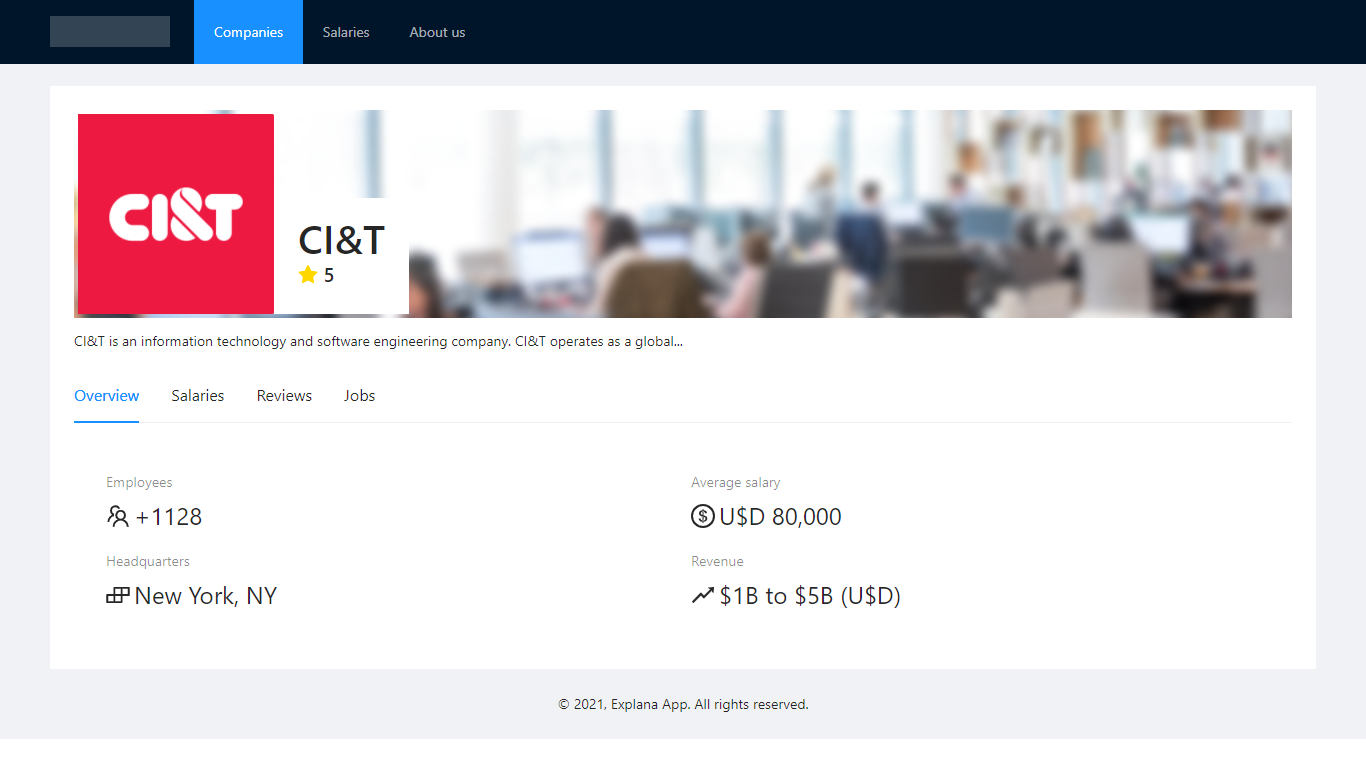 Companies Salaries About us
CI&T
CI&T
5
CI&T is an information technology and software engineering company. CI&T operates as a global...
Overview Salaries Reviews Jobs
Employees
+1128
Average salary
U$D 80,000
Headquarters
New York, NY
Revenue
$1B to $5B (U$D)
© 2021, Explana App. All rights reserved.